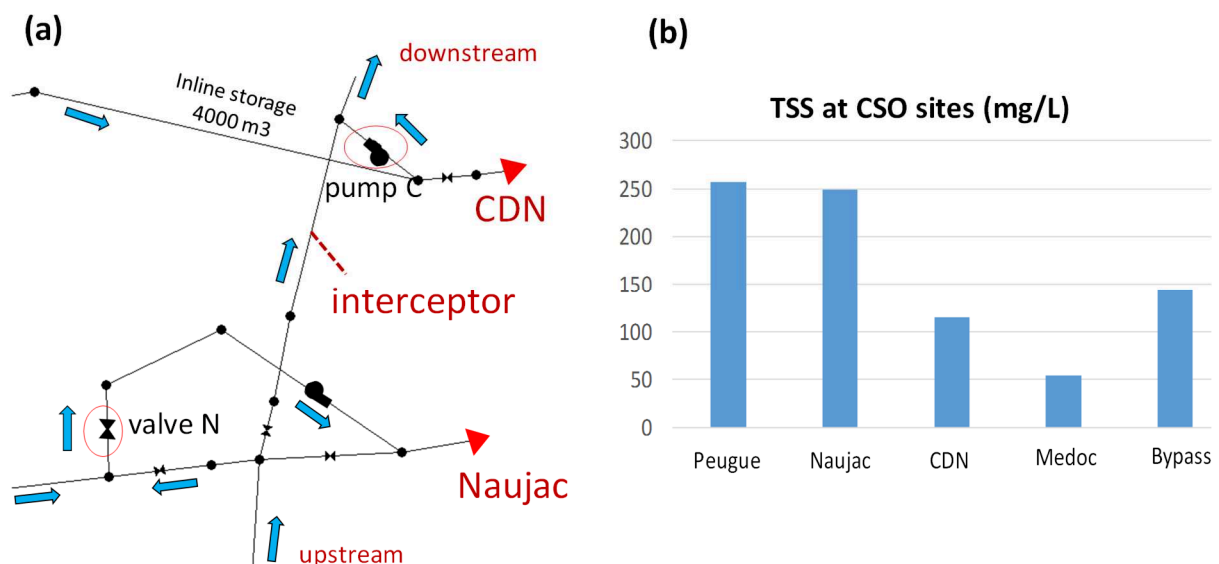 (a)
downstream
Inline storage
4000 m3
pump C
CDN
interceptor
valve N
Naujac
upstream
(b)
TSS at CSO sites (mg/L)
300
250
200
150
100
50
0
Peugue Naujac CDN Medoc Bypass